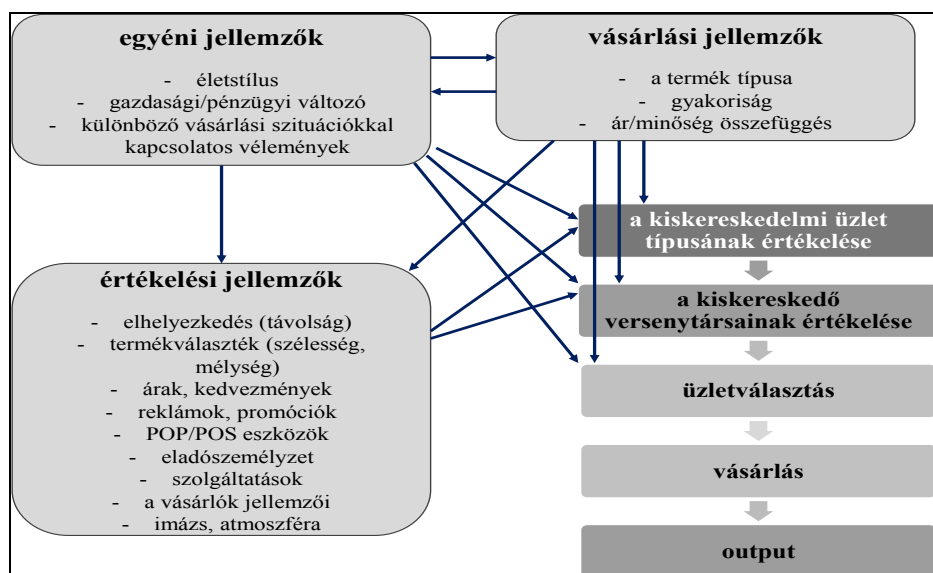 egyéni jellemzők
- életstílus
- gazdasági/pénzügyi változó
- különböző vásárlási szituációkkal
kapcsolatos vélemények
vásárlási jellemzők
- a termék típusa
- gyakoriság
- ár/minőség összefüggés
értékelési jellemzők
- elhelyezkedés (távolság)
- termékválaszték (szélesség,
mélység)
- árak, kedvezmények
- reklámok, promóciók
- POP/POS eszközök
- eladószemélyzet
- szolgáltatások
- a vásárlók jellemzői
- imázs, atmoszféra
a kiskereskedelmi üzlet
típusának értékelése
a kiskereskedő
versenytársainak értékelése
üzletválasztás
vásárlás
output